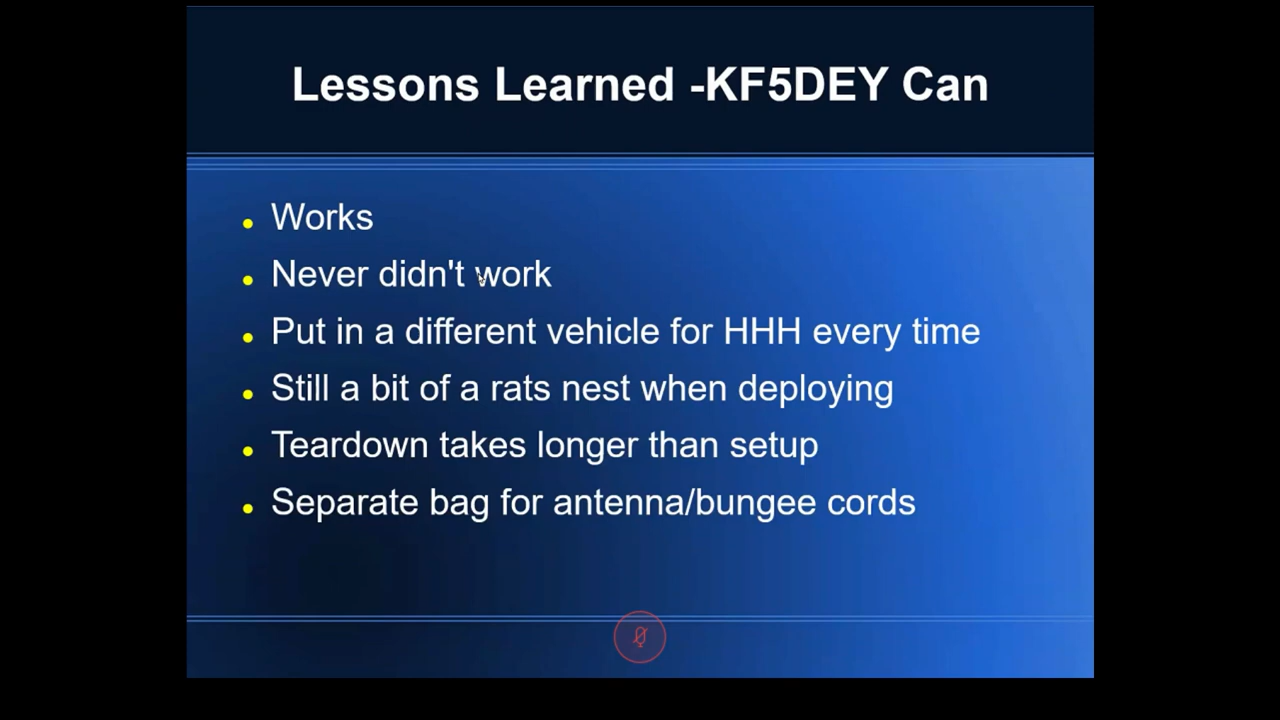 Lessons Learned -KF5DEY Can
Works
Never didn't work
Put in a different vehicle for HHH every time
Still a bit of a rats nest when deploying
Teardown takes longer than setup
Separate bag for antenna/bungee cords